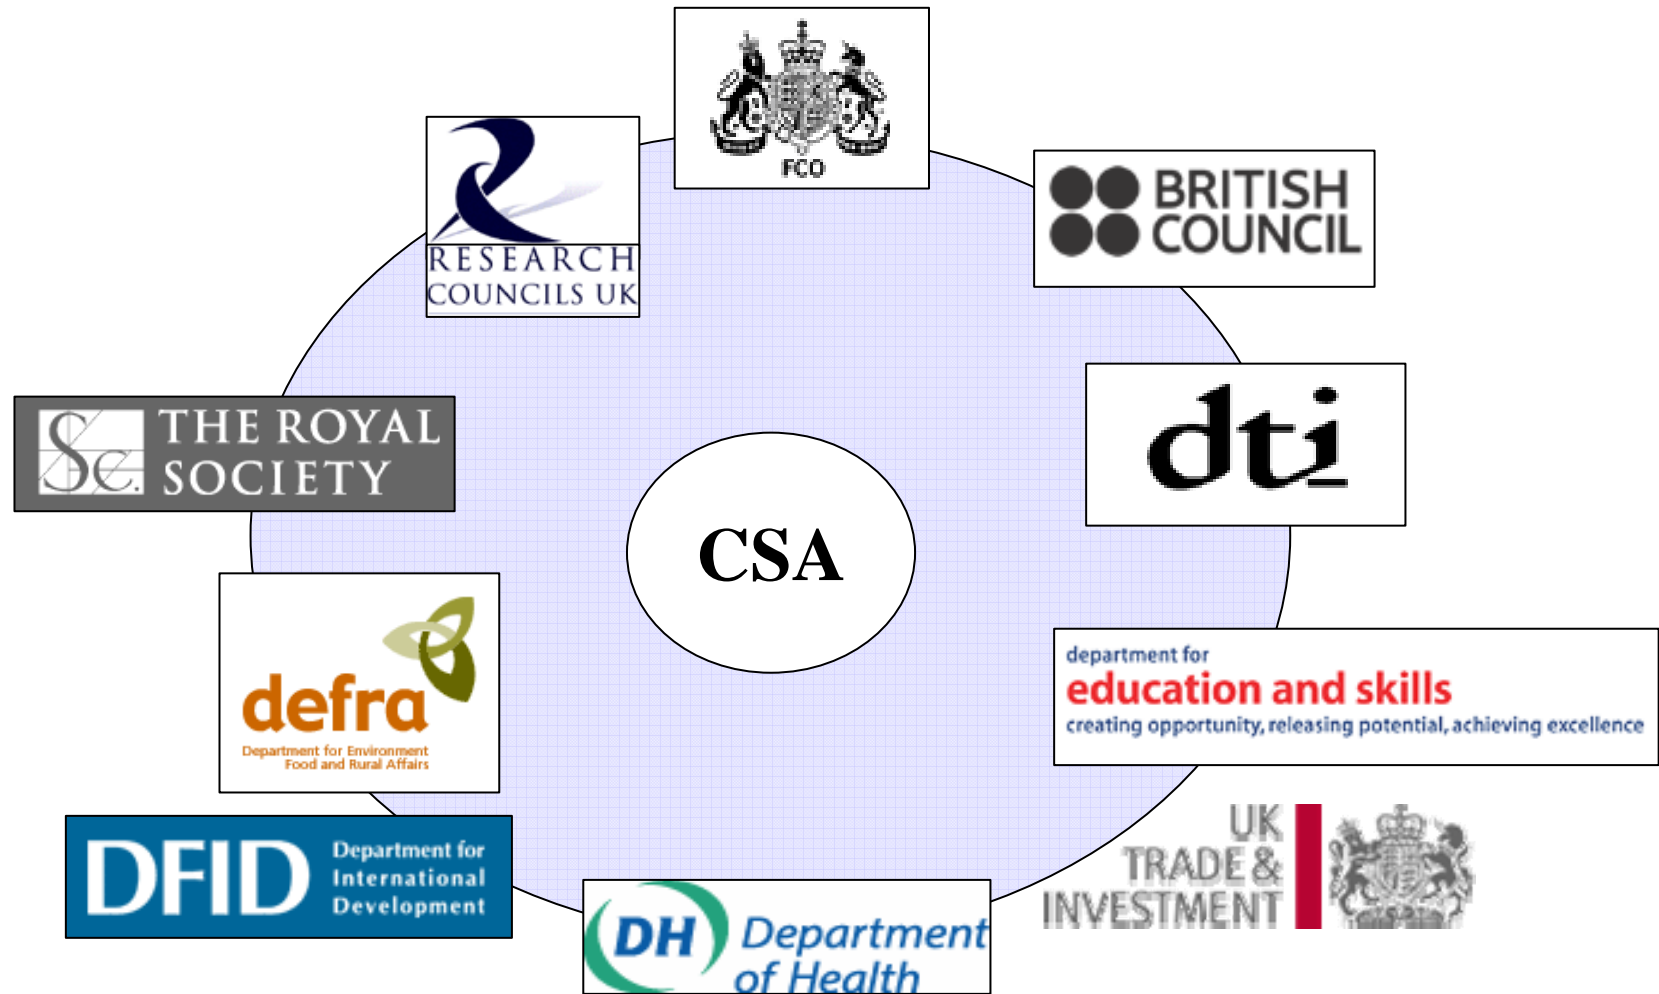 FCO
RESEARCH
COUNCILS UK
BRITISH
COUNCIL
THE ROYAL
SOCIETY
Sc.
dti
CSA
defra
Department for Environment
Food and Rural Affairs
department for
education and skills
creating opportunity, releasing potential, achieving excellence
DFID
Department for
International
Development
UK
TRADE &
INVESTMENT
DH
Department
of Health